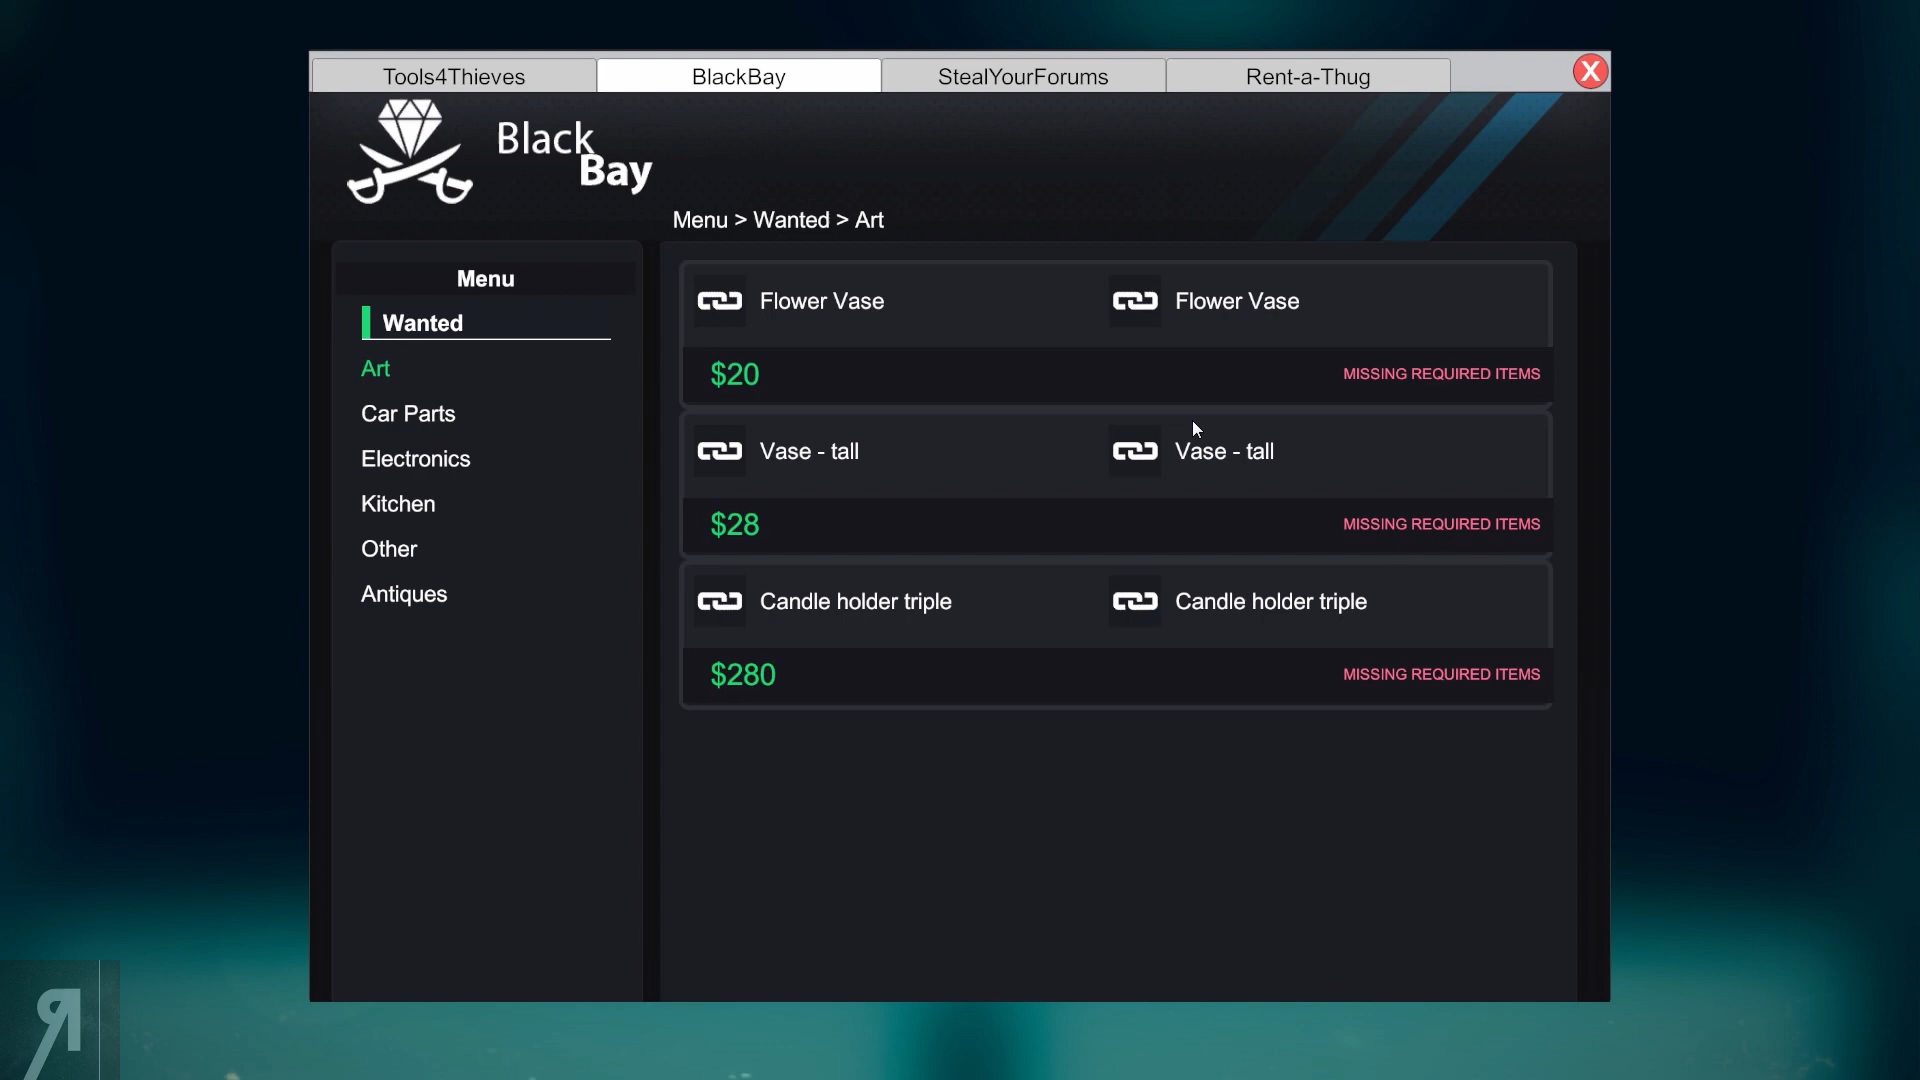 Tools4Thieves
BlackBay
StealYourForums
Rent-a-Thug
X
Black
Bay
Menu > Wanted > Art
Menu
Wanted
Art
Car Parts
Electronics
Kitchen
Other
Antiques
Flower Vase
Flower Vase
$20
MISSING REQUIRED ITEMS
Vase - tall
Vase - tall
$28
MISSING REQUIRED ITEMS
Candle holder triple
Candle holder triple
$280
MISSING REQUIRED ITEMS